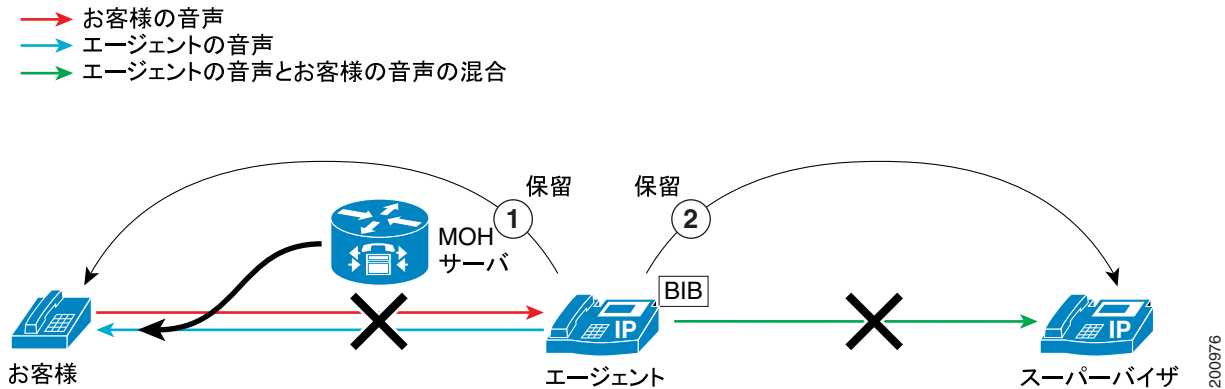 お客様の音声
エージェントの音声
エージェントの音声とお客様の音声の混合
保留
1
保留
2
MOH
サーバ
BIB
IP
IP
お客様
エージェント
スーパーバイザ
200976